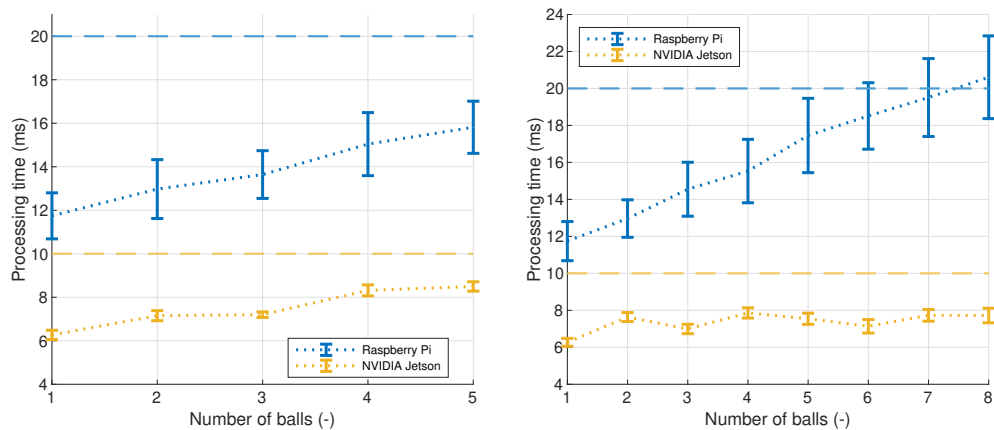 20
18
16
14
12
10
8
6
4
Processing time (ms)
Raspberry Pi
NVIDIA Jetson
1 2 3 4 5
Number of balls (-)
24
22
20
18
16
14
12
10
8
6
4
Processing time (ms)
Raspberry Pi
NVIDIA Jetson
1 2 3 4 5 6 7 8
Number of balls (-)